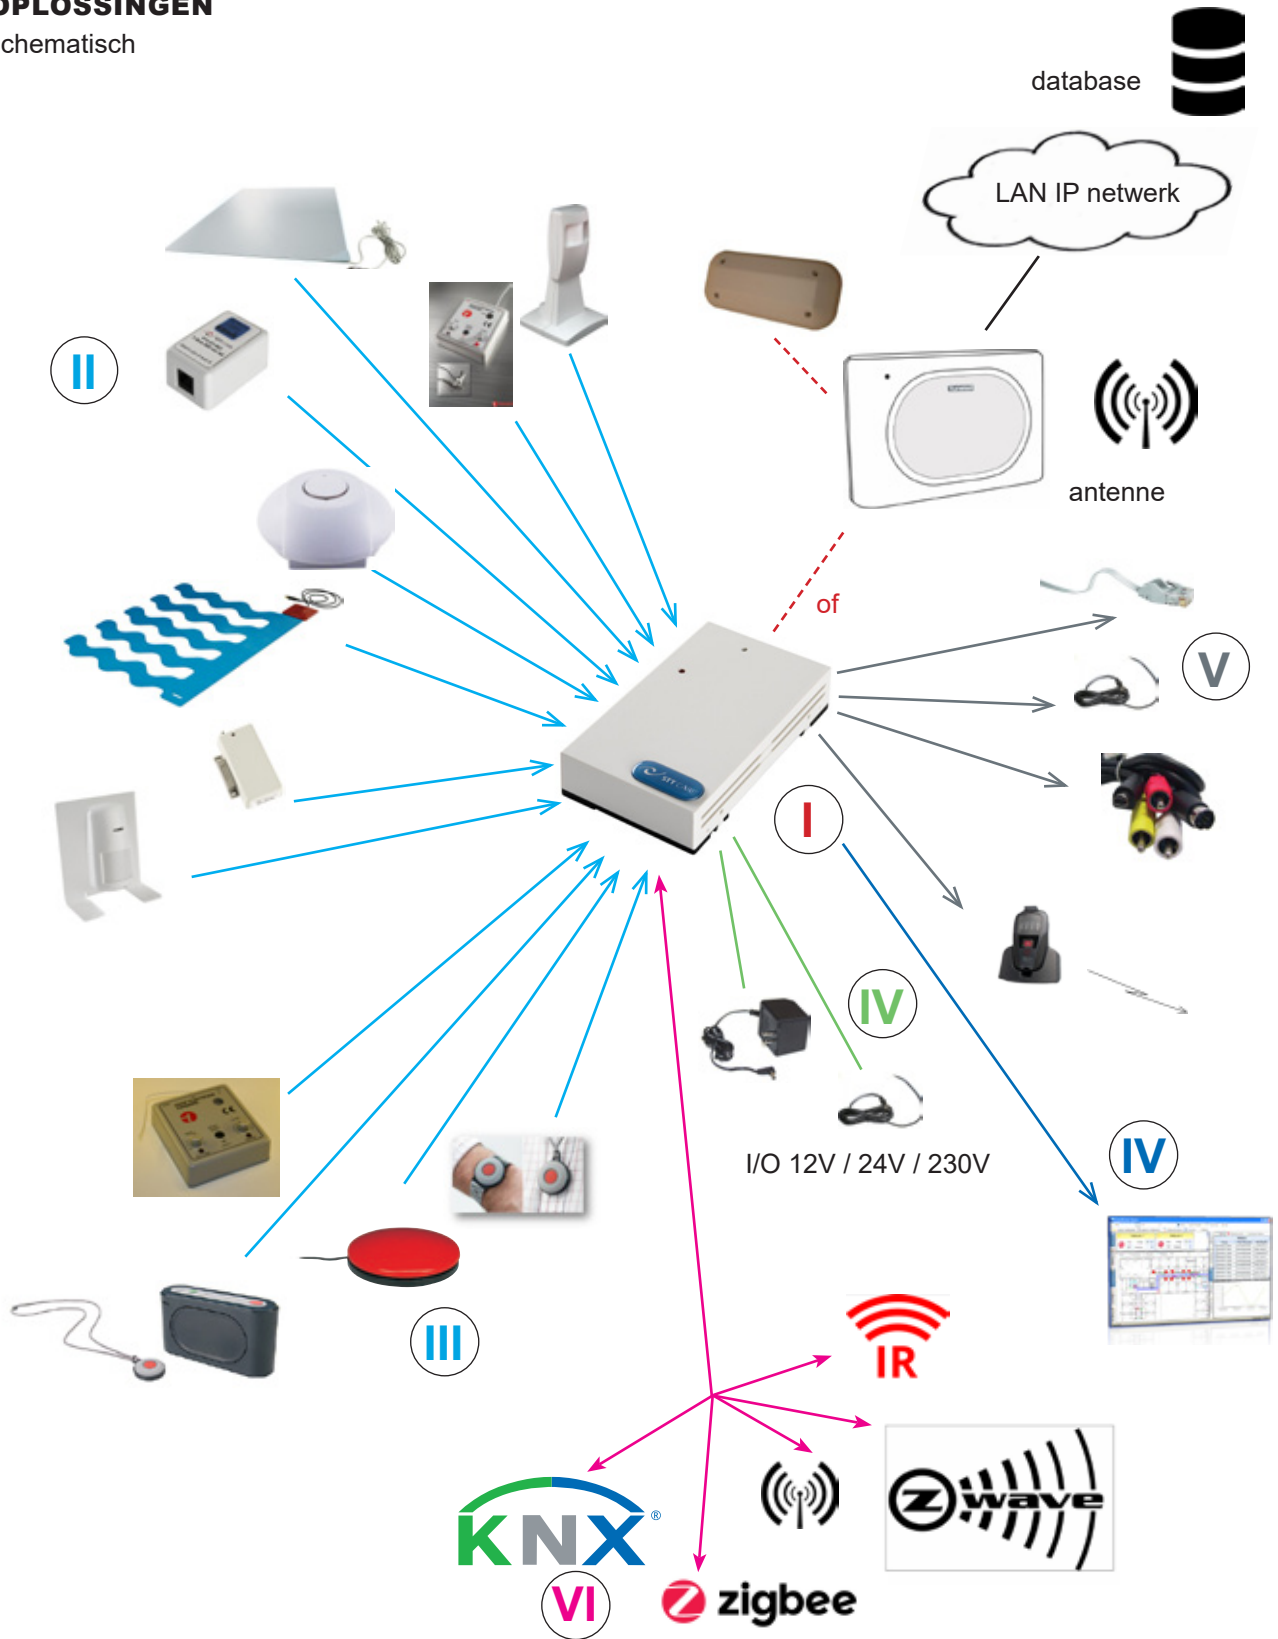 OPLOSSINGEN
chematisch
database
LAN IP netwerk
II
antenne
of
V
I
IV
I/O 12V / 24V / 230V
IV
III
IR
Z wave
KNX®
VI
zigbee